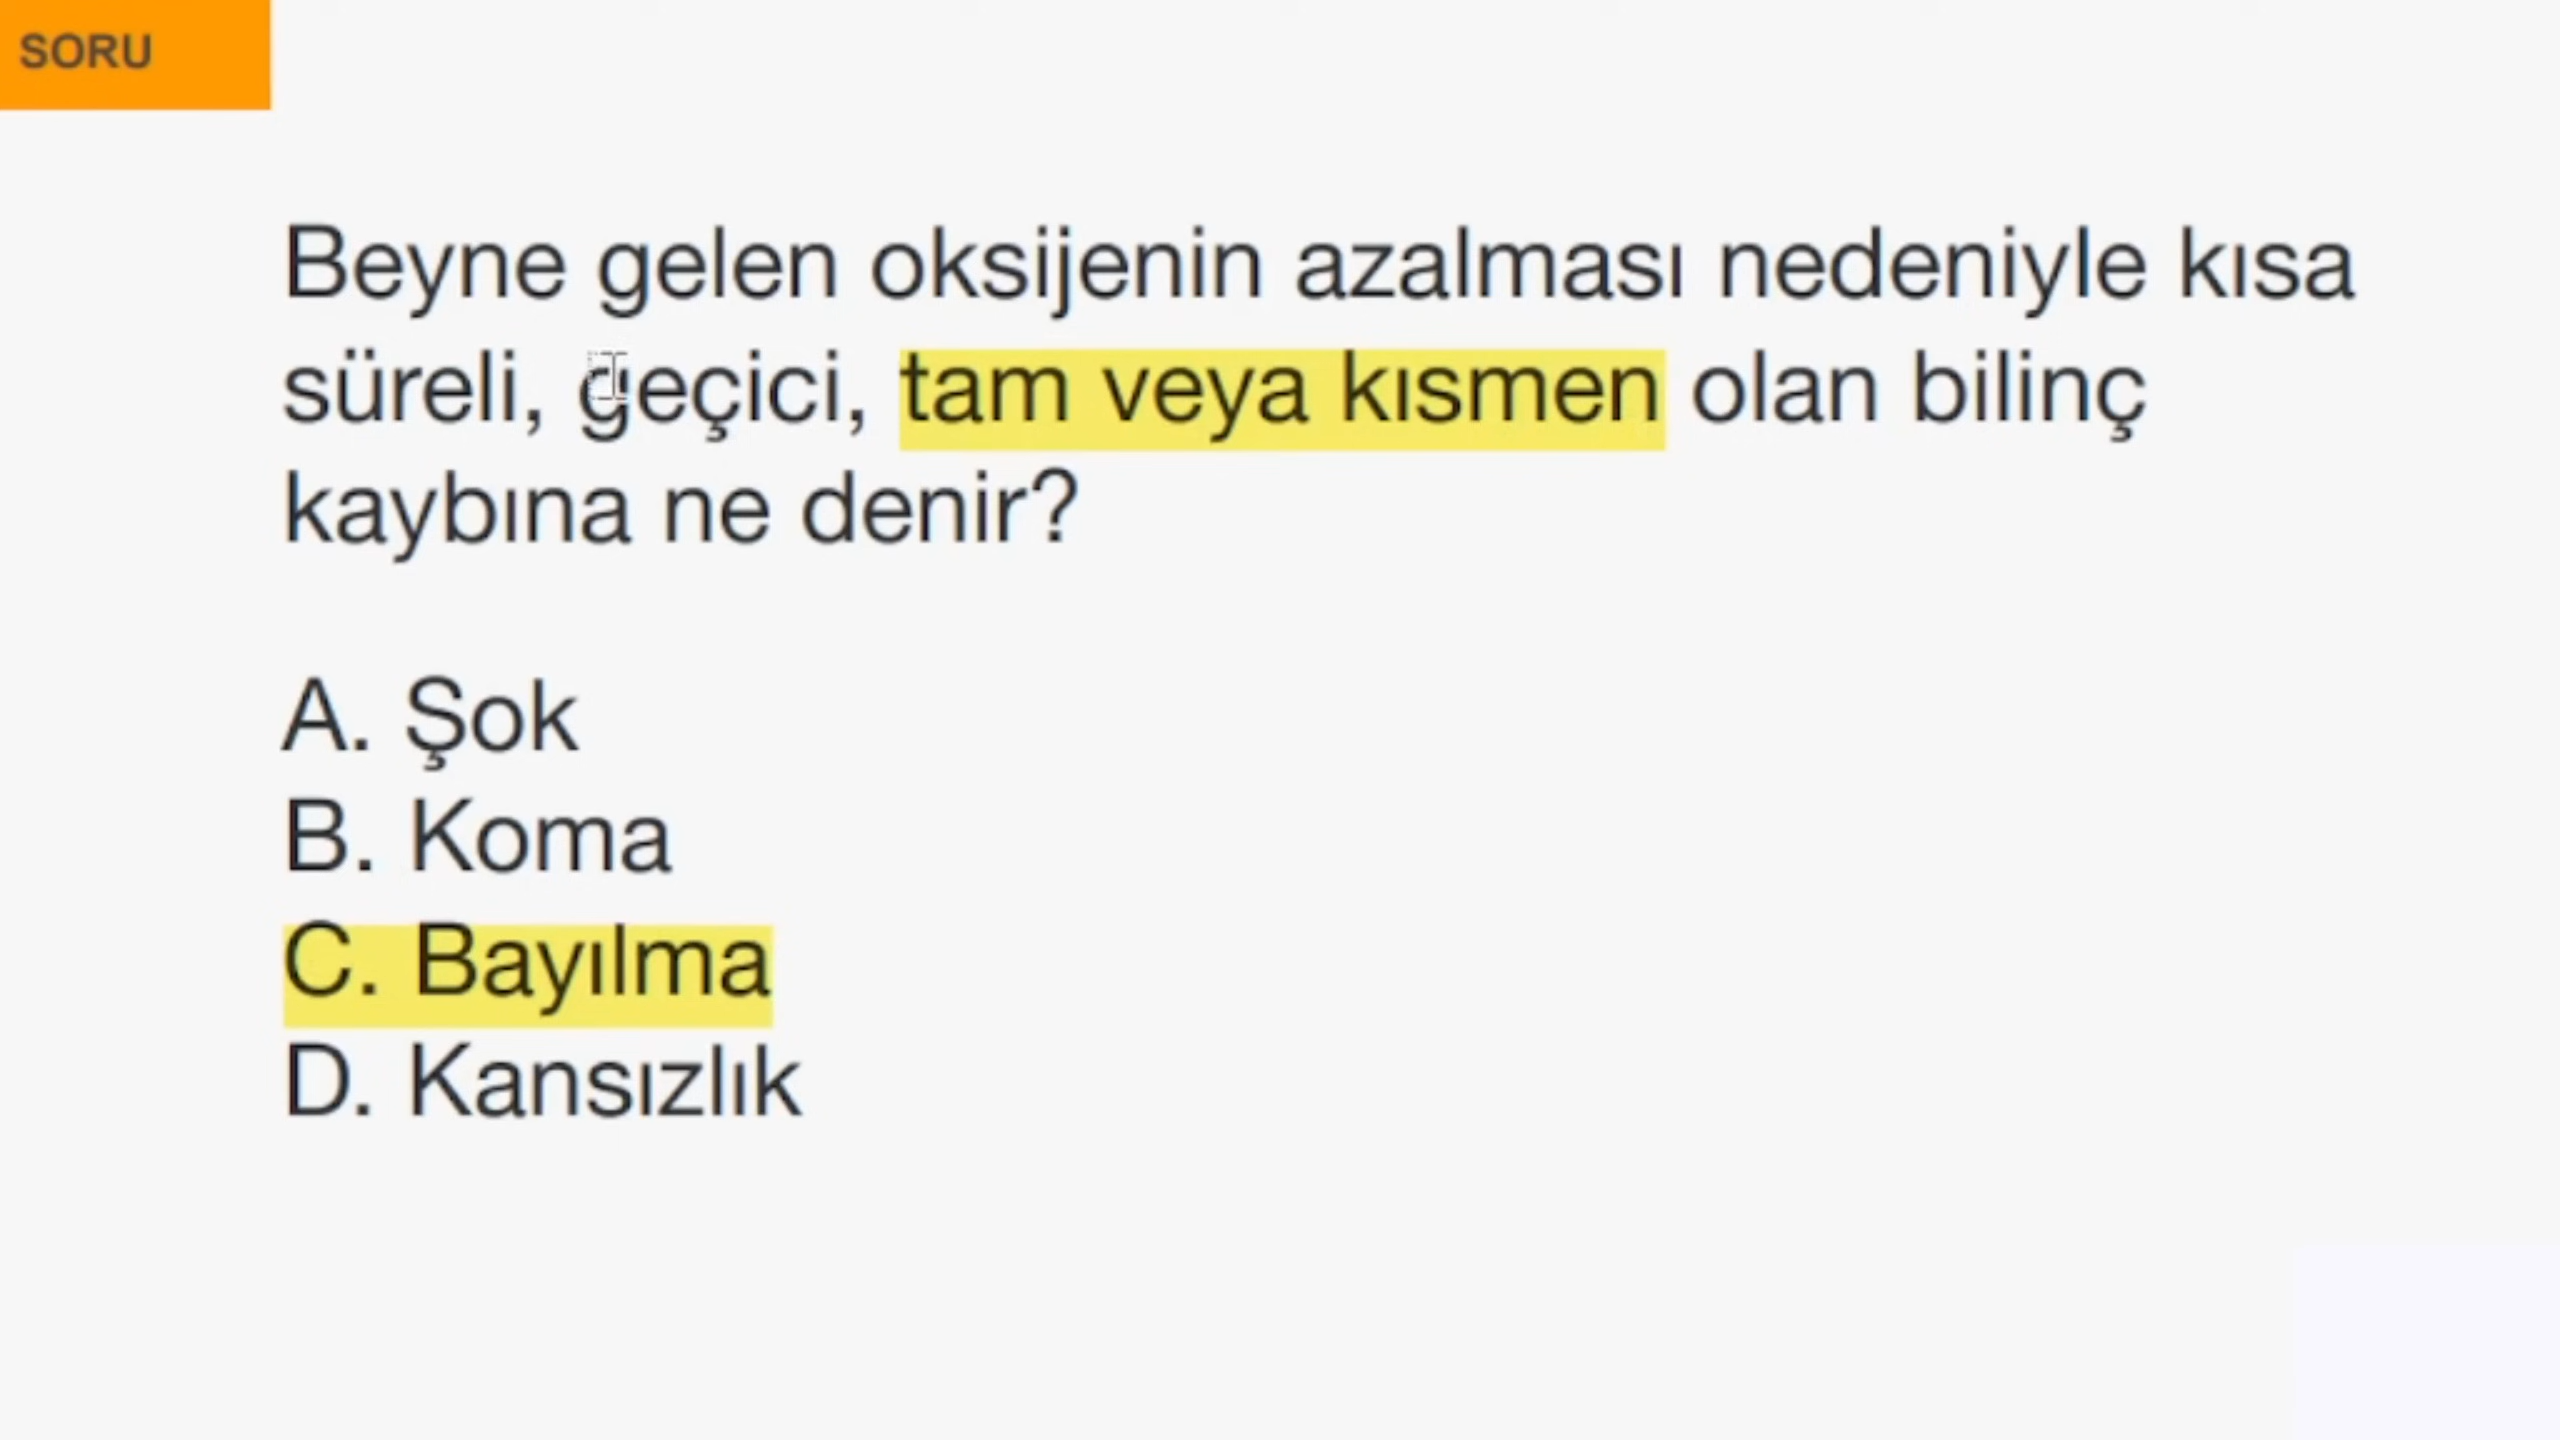 SORU
Beyne gelen oksijenin azalması nedeniyle kısa
süreli, geçici, tam veya kısmen olan bilinç
kaybına ne denir?
A. Şok
B. Koma
C. Bayılma
D. Kansızlık